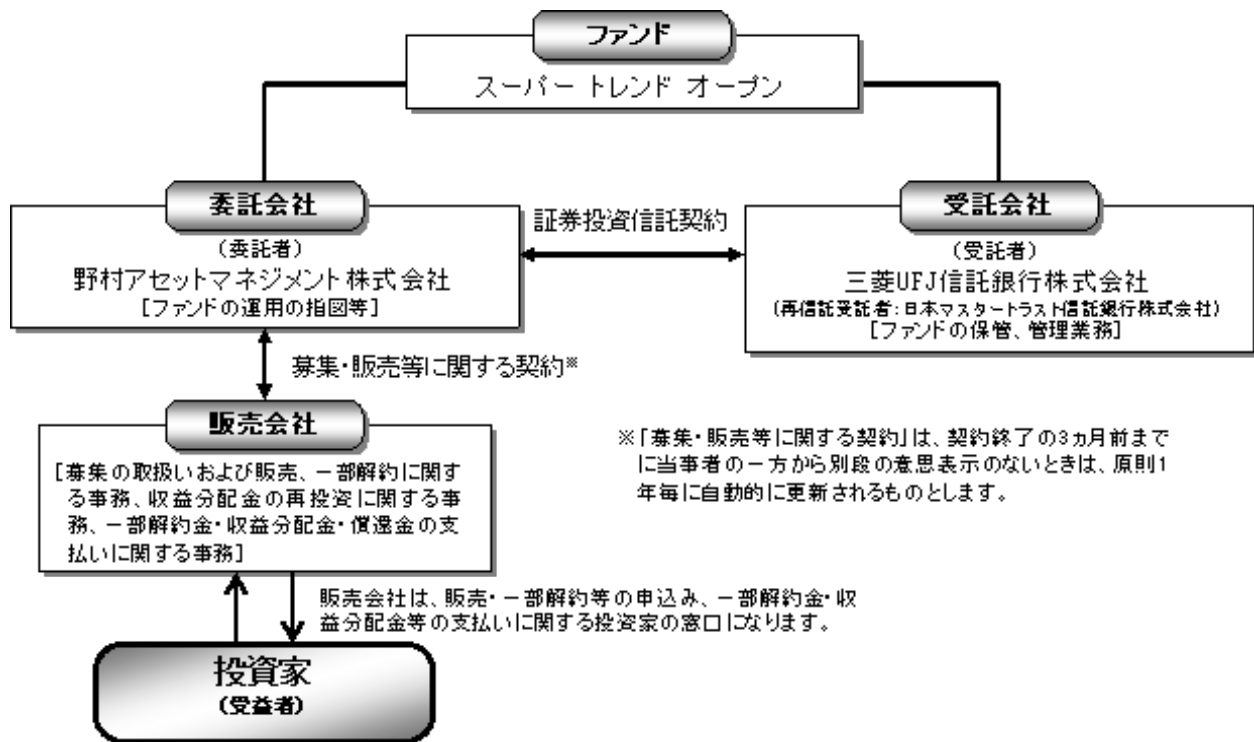 ファンド
スーパー トレンド オープン
委託会社
(委託者)
野村アセットマネジメント株式会社
[ファンドの運用の指図等]
証券投資信託契約
受託会社
(受託者)
三菱UFJ信託銀行株式会社
(再信託受託者:日本マスタートラスト信託銀行株式会社)
[ファンドの保管、管理業務]
募集・販売等に関する契約※
販売会社
[募集の取扱いおよび販売、一部解約に関す
る事務、収益分配金の再投資に関する事
務、一部解約金・収益分配金・償還金の支
払いに関する事務]
※「募集・販売等に関する契約」は、契約終了の3ヵ月前まで
に当事者の一方から別段の意思表示のないときは、原則1
年毎に自動的に更新されるものとします。
販売会社は、販売・一部解約等の申込み、一部解約金・収
益分配金等の支払いに関する投資家の窓口になります。
投資家
(受益者)